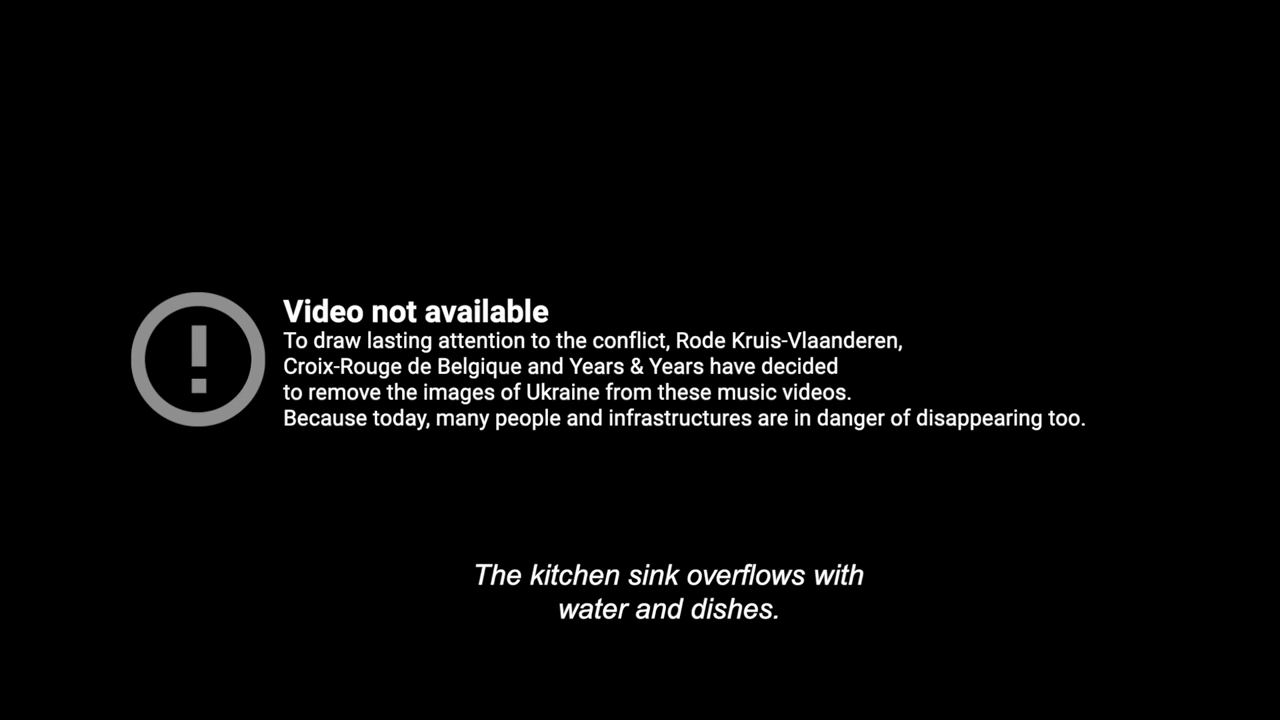 Video not available
To draw lasting attention to the conflict, Rode Kruis-Vlaanderen,
Croix-Rouge de Belgique and Years & Years have decided
to remove the images of Ukraine from these music videos.
Because today, many people and infrastructures are in danger of disappearing too.
The kitchen sink overflows with
water and dishes.